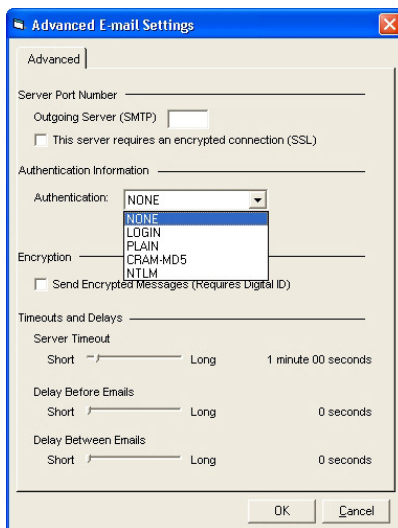 Advanced E-mail Settings
Advanced
Server Port Number
Outgoing Server (SMTP)
This server requires an encrypted connection (SSL)
Authentication Information
Authentication: NONE
NONE
LOGIN
PLAIN
CRAM-MD5
NTLM
Encryption
Send Encrypted Messages (Requires Digital ID)
Timeouts and Delays
Server Timeout
Short Long 1 minute 00 seconds
Delay Before Emails
Short Long 0 seconds
Delay Between Emails
Short Long 0 seconds
OK Cancel